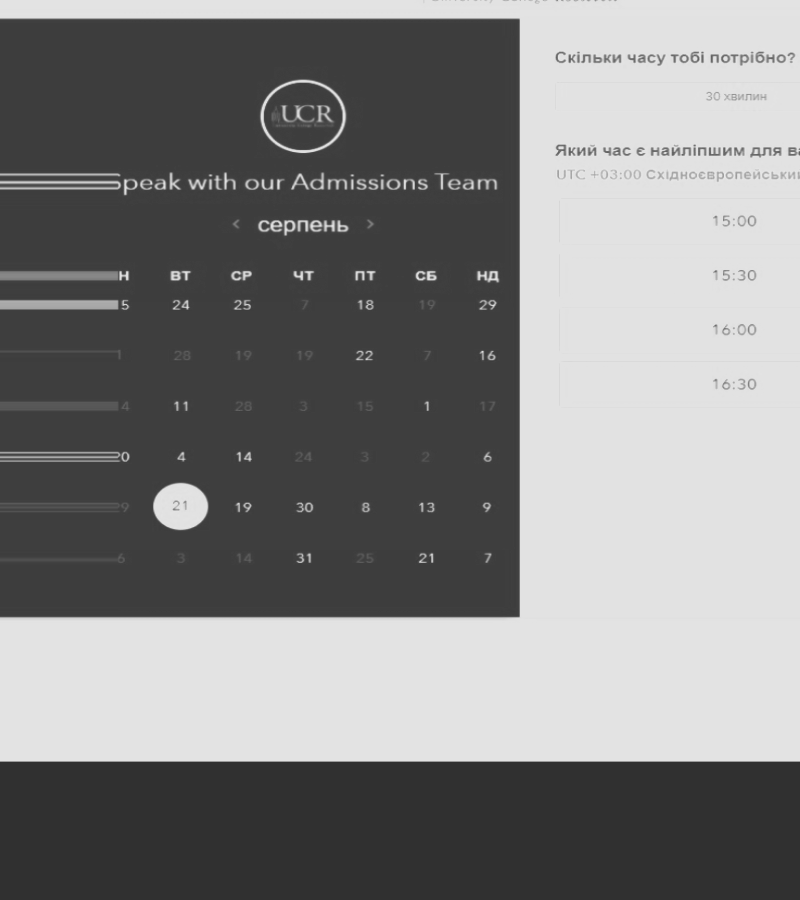 UCR
Speak with our Admissions Team
< серпень >
Н ВТ СР ЧТ ПТ СБ НД
5 24 25 7 18 19 29
1 28 19 19 22 7 16
4 11 28 3 15 1 17
0 4 14 24 3 2 6
9 21 19 30 8 13 9
6 3 14 31 25 21 7
Скільки часу тобі потрібно?
30 хвилин
Який час є найліпшим для ва
UTC +03:00 Східноєвропейський
15:00
15:30
16:00
16:30